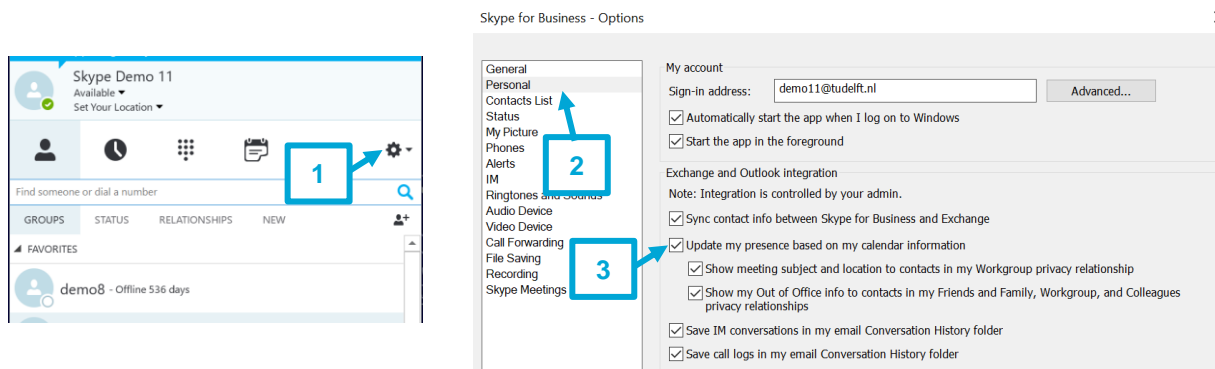 Skype Demo 11
Available
Set Your Location
1
Find someone or dial a number
GROUPS STATUS RELATIONSHIPS NEW
FAVORITES
demo8 - Offline 536 days
Skype for Business - Options
General
Personal
Contacts List
Status
My Picture
Phones
Alerts
IM
Ringtones and Sounds
Audio Device
Video Device
Call Forwarding
File Saving
Recording
Skype Meetings
2
3
My account
Sign-in address: demo11@tudelft.nl Advanced...
Automatically start the app when I log on to Windows
Start the app in the foreground
Exchange and Outlook integration
Note: Integration is controlled by your admin.
Sync contact info between Skype for Business and Exchange
Update my presence based on my calendar information
Show meeting subject and location to contacts in my Workgroup privacy relationship
Show my Out of Office info to contacts in my Friends and Family, Workgroup, and Colleagues
privacy relationships
Save IM conversations in my email Conversation History folder
Save call logs in my email Conversation History folder